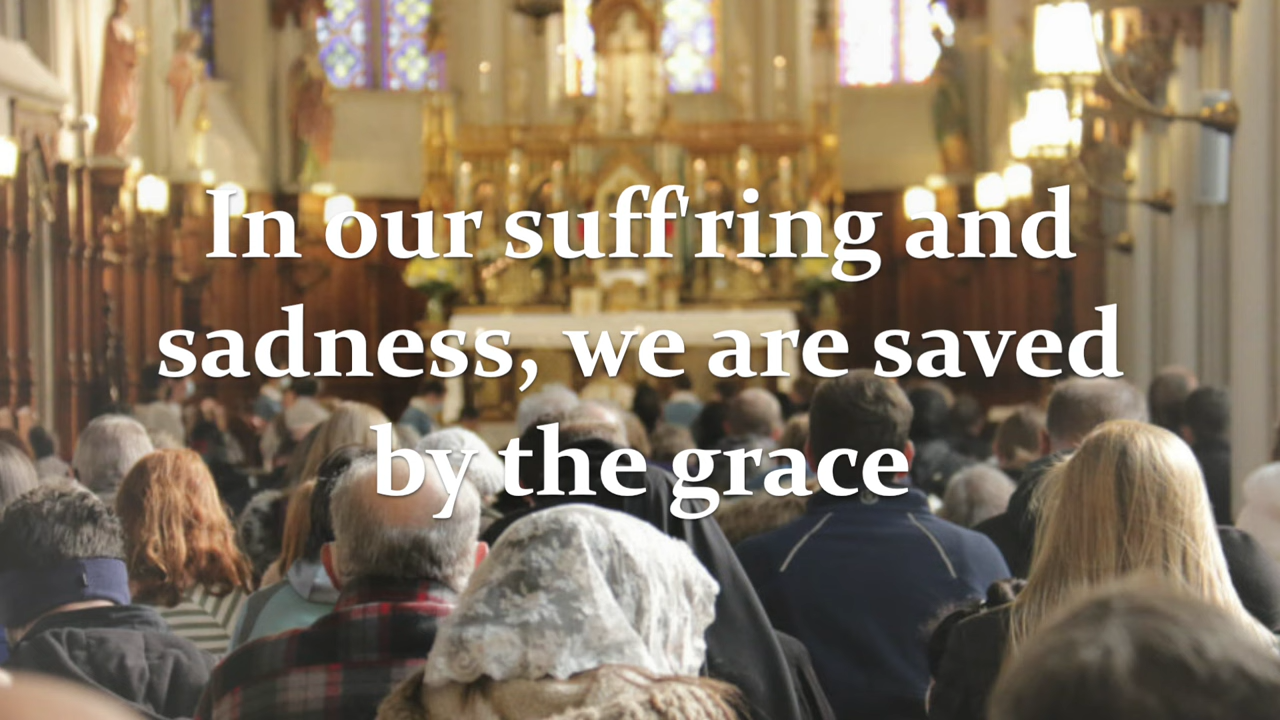 In our suff'ring and
sadness, we are saved
by the grace